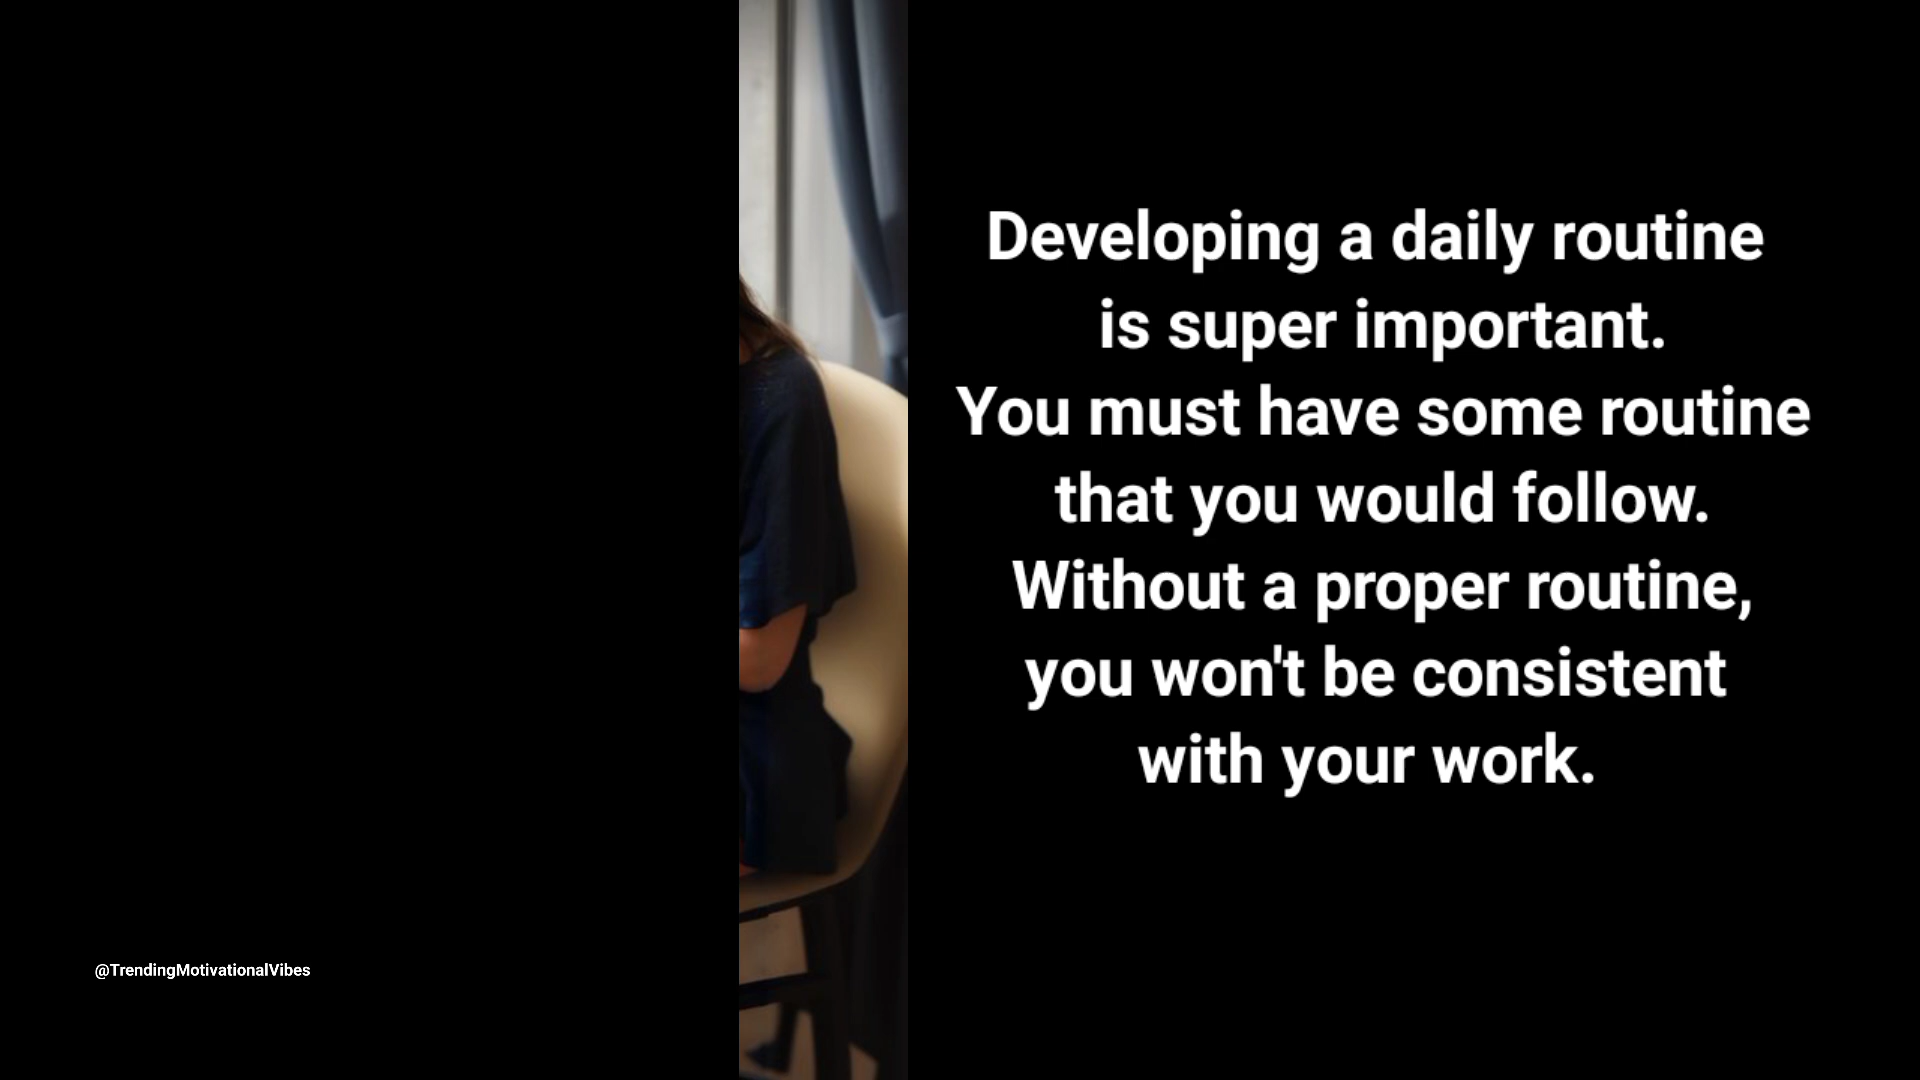 Developing a daily routine
is super important.
You must have some routine
that you would follow.
Without a proper routine,
you won't be consistent
with your work.
@TrendingMotivationalVibes